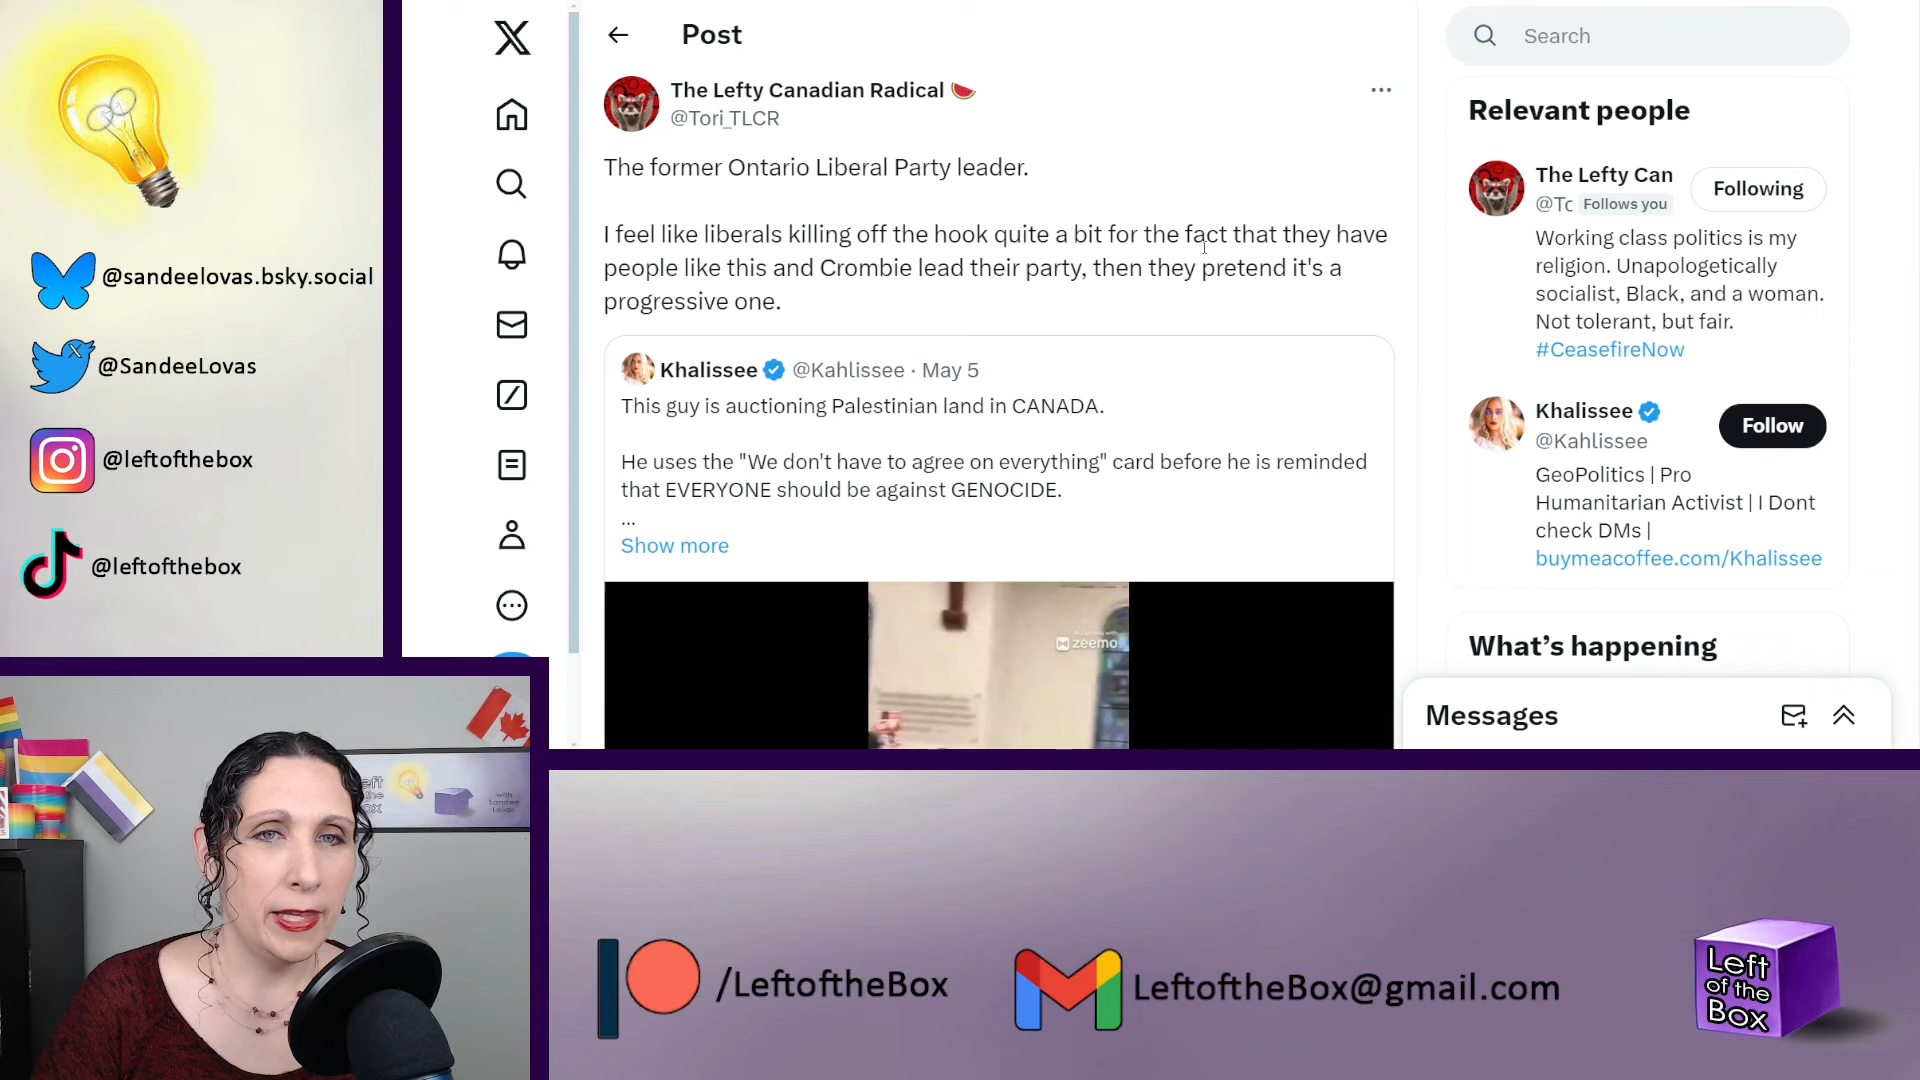 @sandeelovas.bsky.social
X
@SandeeLovas
@leftofthebox
@leftofthebox
Post
The Lefty Canadian Radical 🍉
@Tori_TLCR
The former Ontario Liberal Party leader.
I feel like liberals killing off the hook quite a bit for the fact that they have
people like this and Crombie lead their party, then they pretend it's a
progressive one.
Khalissee @Kahlissee · May 5
This guy is auctioning Palestinian land in CANADA.
He uses the "We don't have to agree on everything" card before he is reminded
that EVERYONE should be against GENOCIDE.
...
Show more
zeemo
Search
Relevant people
The Lefty Can
Following
@Tc Follows you
Working class politics is my
religion. Unapologetically
socialist, Black, and a woman.
Not tolerant, but fair.
#CeasefireNow
Khalissee
Follow
@Kahlissee
GeoPolitics | Pro
Humanitarian Activist | I Dont
check DMs |
buymeacoffee.com/Khalissee
What's happening
Messages
with
Sandee
Lovas
/LeftoftheBox
LeftoftheBox@gmail.com
Left
of the
Box